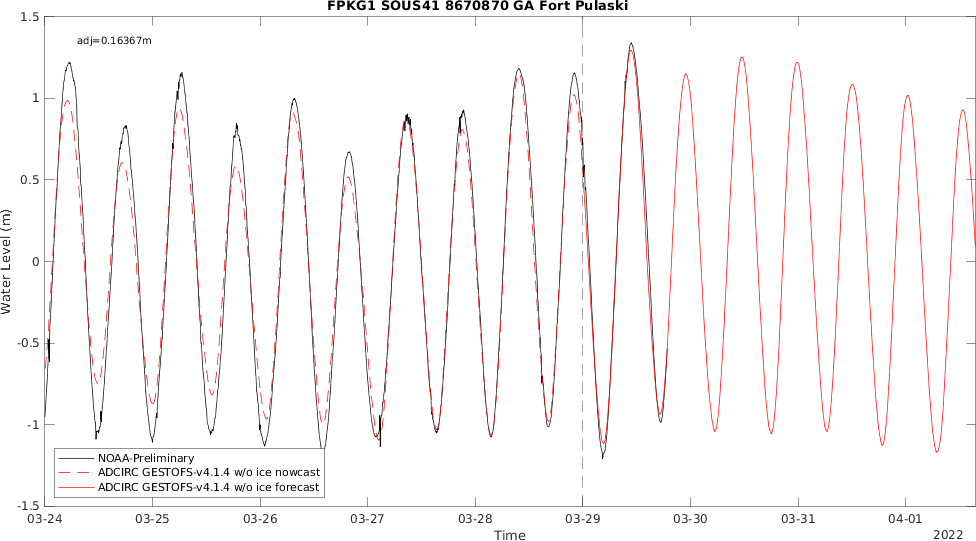 FPKG1 SOUS41 8670870 GA Fort Pulaski
adj=0.16367m
1.5
1
0.5
0
-0.5
-1
-1.5
Water Level (m)
NOAA-Preliminary
ADCIRC GESTOFS-v4.1.4 w/o ice nowcast
ADCIRC GESTOFS-v4.1.4 w/o ice forecast
03-24 03-25 03-26 03-27 03-28 03-29 03-30 03-31 04-01
Time
2022